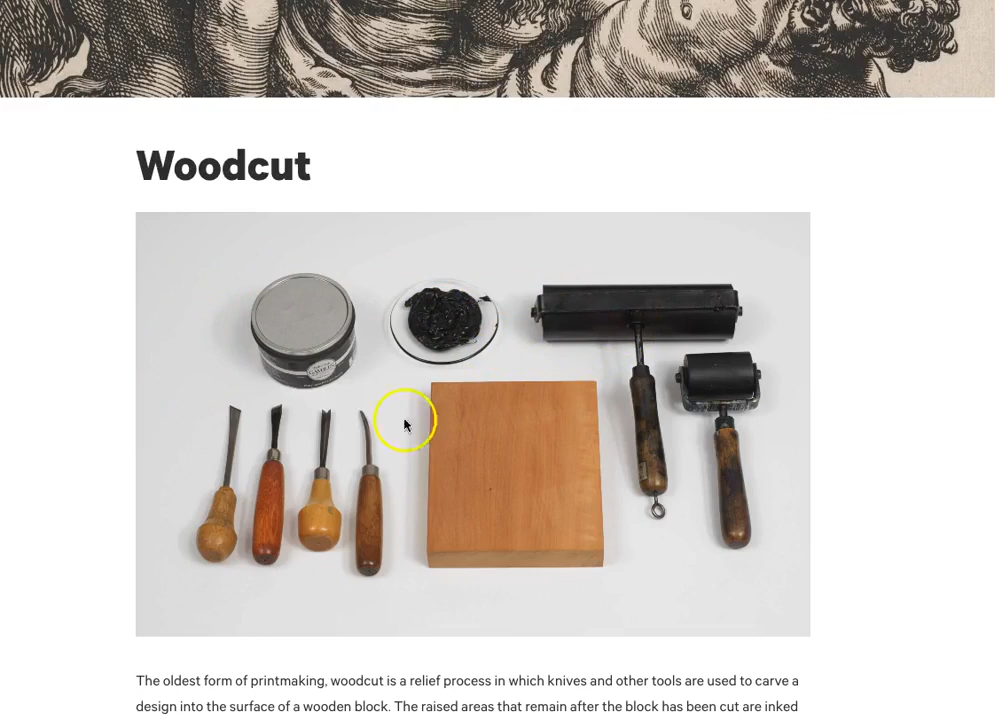 Woodcut
The oldest form of printmaking, woodcut is a relief process in which knives and other tools are used to carve a
design into the surface of a wooden block. The raised areas that remain after the block has been cut are inked